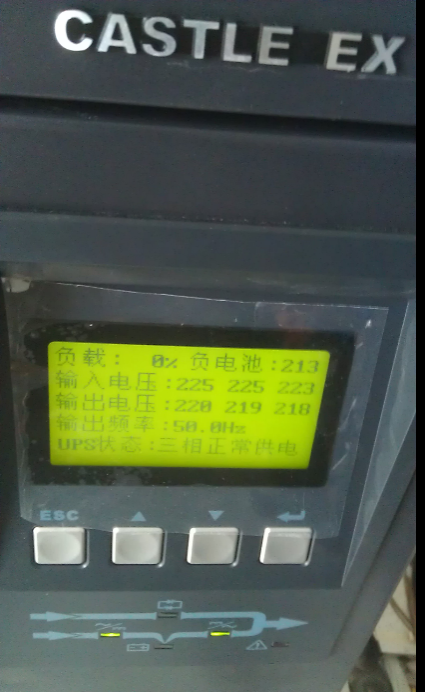 CASTLE EX
负载: 0% 负电池:213
输入电压:225 225 223
输出电压:220 219 218
输出频率:50.0Hz
UPS状态:三相正常供电
ESC